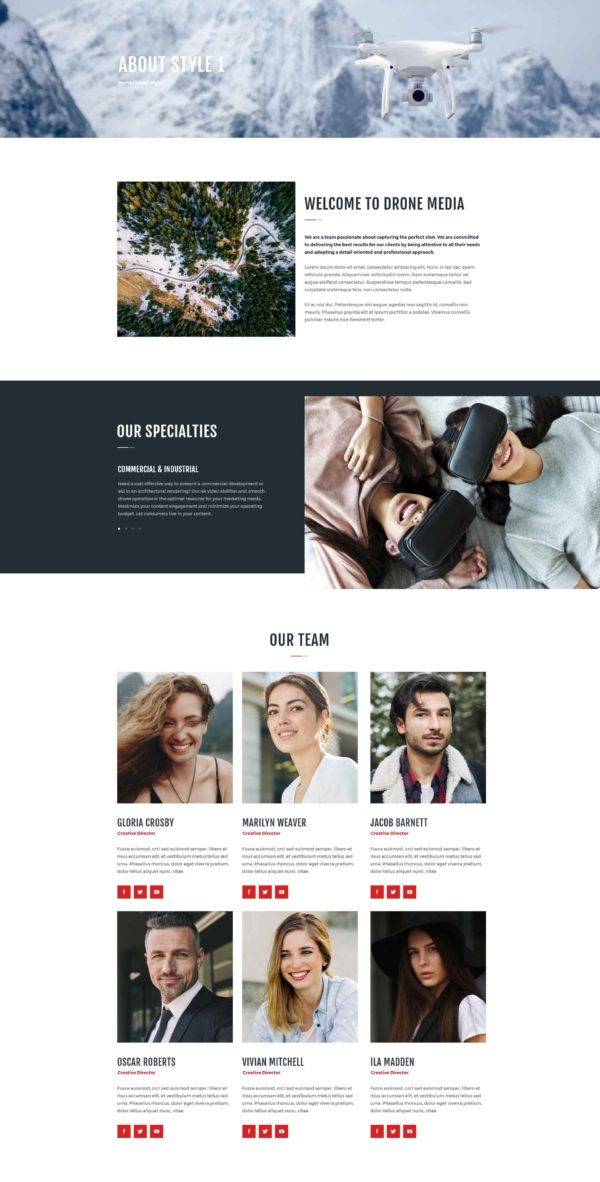 ABOUT STYLE 1
Home / About Style
WELCOME TO DRONE MEDIA
We are a team passionate about capturing the perfect shot. We are committed
to delivering the best results for our clients by being attentive to all their needs
and adopting a detail-oriented and professional approach.
Lorem ipsum dolor sit amet, consectetur adipiscing elit. Nunc in leo nec quam
vehicula gravida. Aliquam nec sollicitudin lorem. Nam scelerisque tortor vel
augue eleifend consectetur. Suspendisse tempus pellentesque convallis. Sed
vulputate scelerisque felis, non consectetur nulla.
Ut ac nisl dui. Pellentesque nisl augue, egestas non sagittis id, convallis non
mauris. Phasellus gravida elit at ipsum porttitor a sodales. Vivamus convallis
pulvinar mauris non hendrerit tortor.
OUR SPECIALTIES
COMMERCIAL & INDUSTRIAL
Need a cost effective way to present a commercial development or
aid in an architectural rendering? Our 4k video abilities and smooth
drone operation is the optimal resource for your marketing needs.
Maximize your content engagement and minimize your operating
budget. Let consumers live in your content.
OUR TEAM
GLORIA CROSBY
Creative Director
Fusce euismod, orci sed euismod semper, libero et
risus accumsan elit, et vestibulum metus tellus sed
urna. Phasellus rhoncus, dolor eget viverra pretium,
dolor tellus aliquet nunc, vitae.
MARILYN WEAVER
Creative Director
Fusce euismod, orci sed euismod semper, libero et
risus accumsan elit, et vestibulum metus tellus sed
urna. Phasellus rhoncus, dolor eget viverra pretium,
dolor tellus aliquet nunc, vitae.
JACOB BARNETT
Creative Director
Fusce euismod, orci sed euismod semper, libero et
risus accumsan elit, et vestibulum metus tellus sed
urna. Phasellus rhoncus, dolor eget viverra pretium,
dolor tellus aliquet nunc, vitae.
OSCAR ROBERTS
Creative Director
Fusce euismod, orci sed euismod semper, libero et
risus accumsan elit, et vestibulum metus tellus sed
urna. Phasellus rhoncus, dolor eget viverra pretium,
dolor tellus aliquet nunc, vitae.
VIVIAN MITCHELL
Creative Director
Fusce euismod, orci sed euismod semper, libero et
risus accumsan elit, et vestibulum metus tellus sed
urna. Phasellus rhoncus, dolor eget viverra pretium,
dolor tellus aliquet nunc, vitae.
ILA MADDEN
Creative Director
Fusce euismod, orci sed euismod semper, libero et
risus accumsan elit, et vestibulum metus tellus sed
urna. Phasellus rhoncus, dolor eget viverra pretium,
dolor tellus aliquet nunc, vitae.